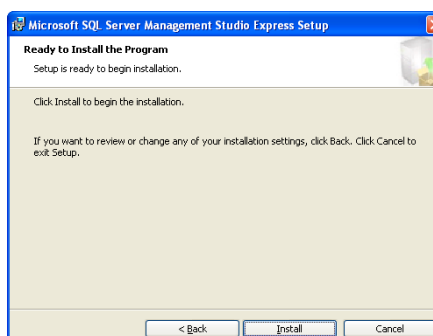 Microsoft SQL Server Management Studio Express Setup
Ready to Install the Program
Setup is ready to begin installation.
Click Install to begin the installation.
If you want to review or change any of your installation settings, click Back. Click Cancel to
exit Setup.
< Back Install Cancel